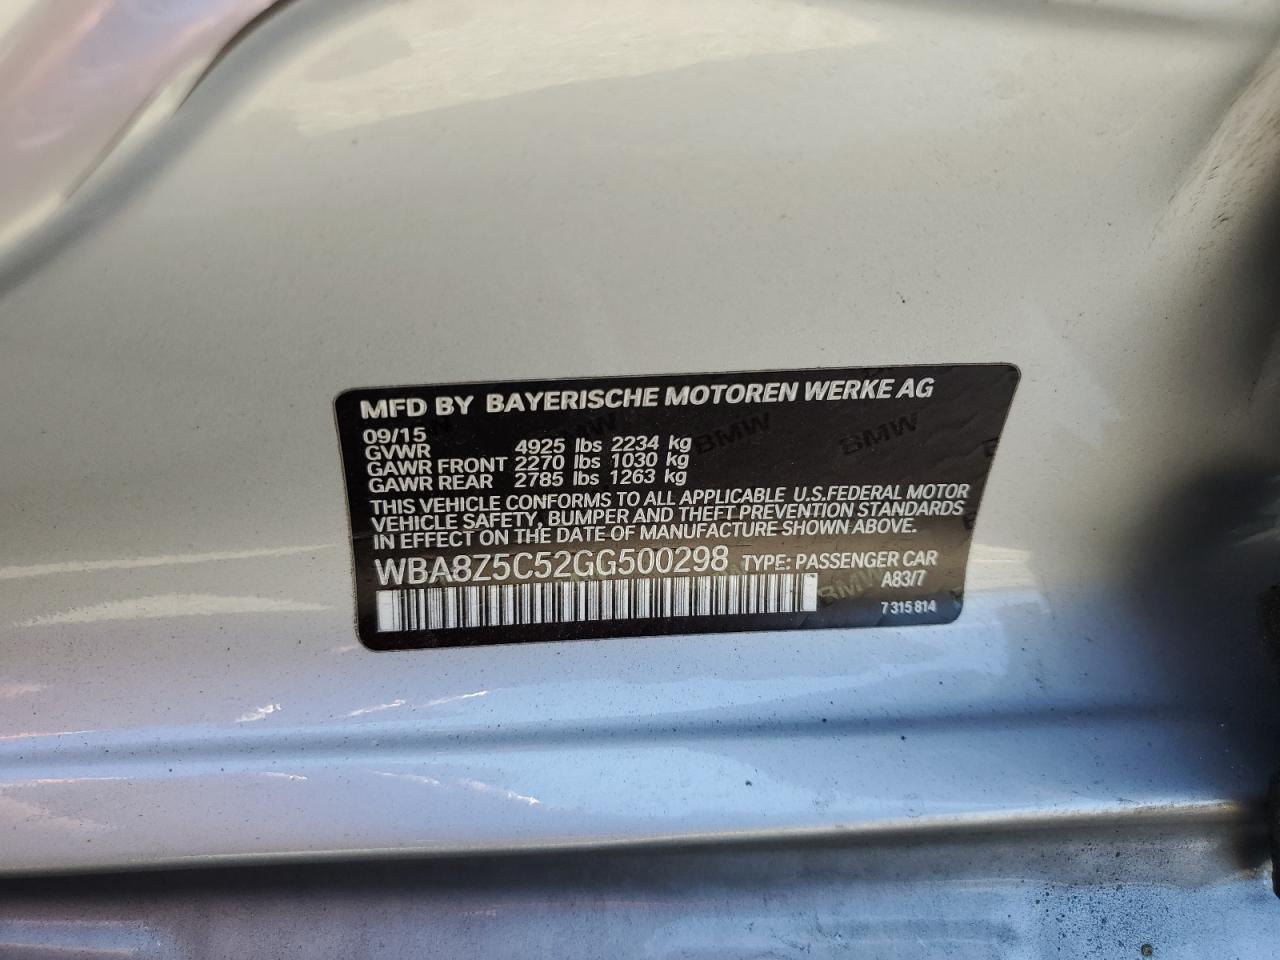 MFD BY BAYERISCHE MOTOREN WERKE AG
09/15
GVWR 4925 lbs 2234 kg
GAWR FRONT 2270 lbs 1030 kg
GAWR REAR 2785 lbs 1263 kg
THIS VEHICLE CONFORMS TO ALL APPLICABLE U.S.FEDERAL MOTOR
VEHICLE SAFETY, BUMPER AND THEFT PREVENTION STANDARDS
IN EFFECT ON THE DATE OF MANUFACTURE SHOWN ABOVE.
WBA8Z5C52GG500298 TYPE: PASSENGER CAR
A83/7
7 315 814
BMW
BMW
BMW